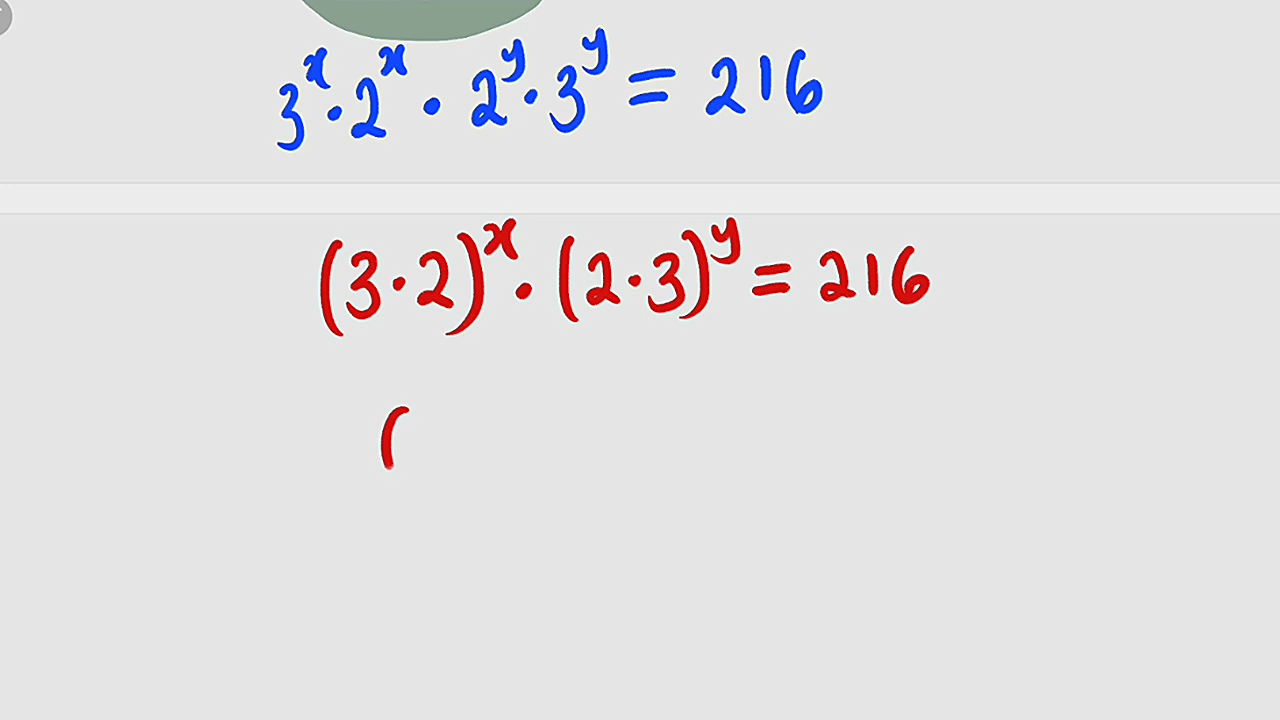 3^x · 2^x · 2^y · 3^y = 216
(3 · 2)^x · (2 · 3)^y = 216
(